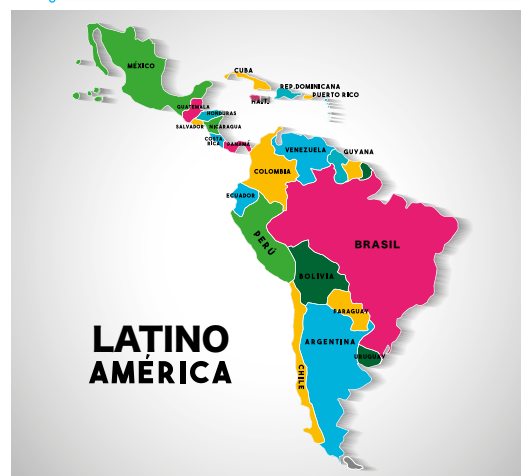 MÉXICO
CUBA
REP.DOMINICANA
PUERTO RICO
HAITÍ
GUATEMALA
HONDURAS
SALVADOR
NICARAGUA
COSTA
RICA
PANAMÁ
VENEZUELA
GUYANA
COLOMBIA
ECUADOR
PERÚ
BRASIL
BOLIVIA
PARAGUAY
ARGENTINA
CHILE
URUGUAY
LATINO
AMÉRICA